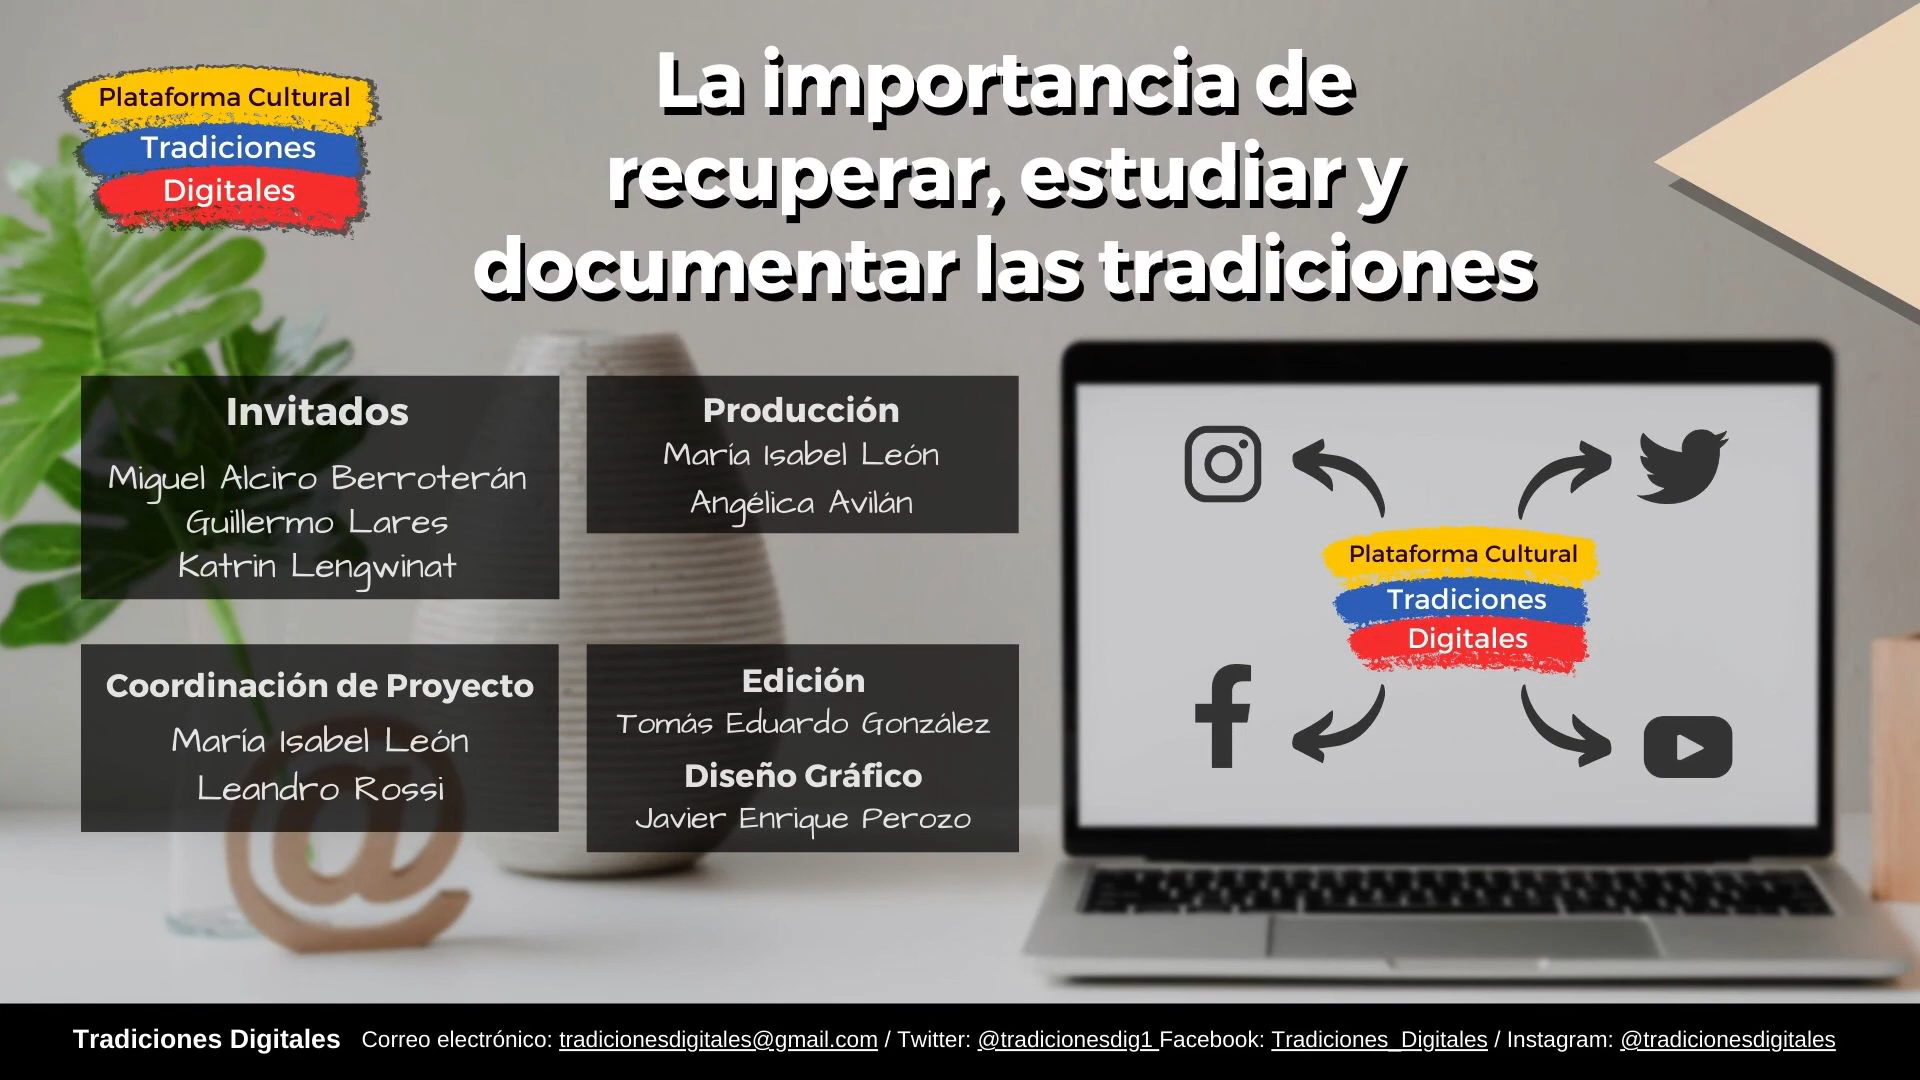 Plataforma Cultural
Tradiciones
Digitales
La importancia de
recuperar, estudiar y
documentar las tradiciones
Invitados
Miguel Alciro Berroterán
Guillermo Lares
Katrin Lengwinat
Producción
María Isabel León
Angélica Avilán
Coordinación de Proyecto
María Isabel León
Leandro Rossi
Edición
Tomás Eduardo González
Diseño Gráfico
Javier Enrique Perozo
Plataforma Cultural
Tradiciones
Digitales
Tradiciones Digitales Correo electrónico: tradicionesdigitales@gmail.com / Twitter: @tradicionesdig1 Facebook: Tradiciones_Digitales / Instagram: @tradicionesdigitales